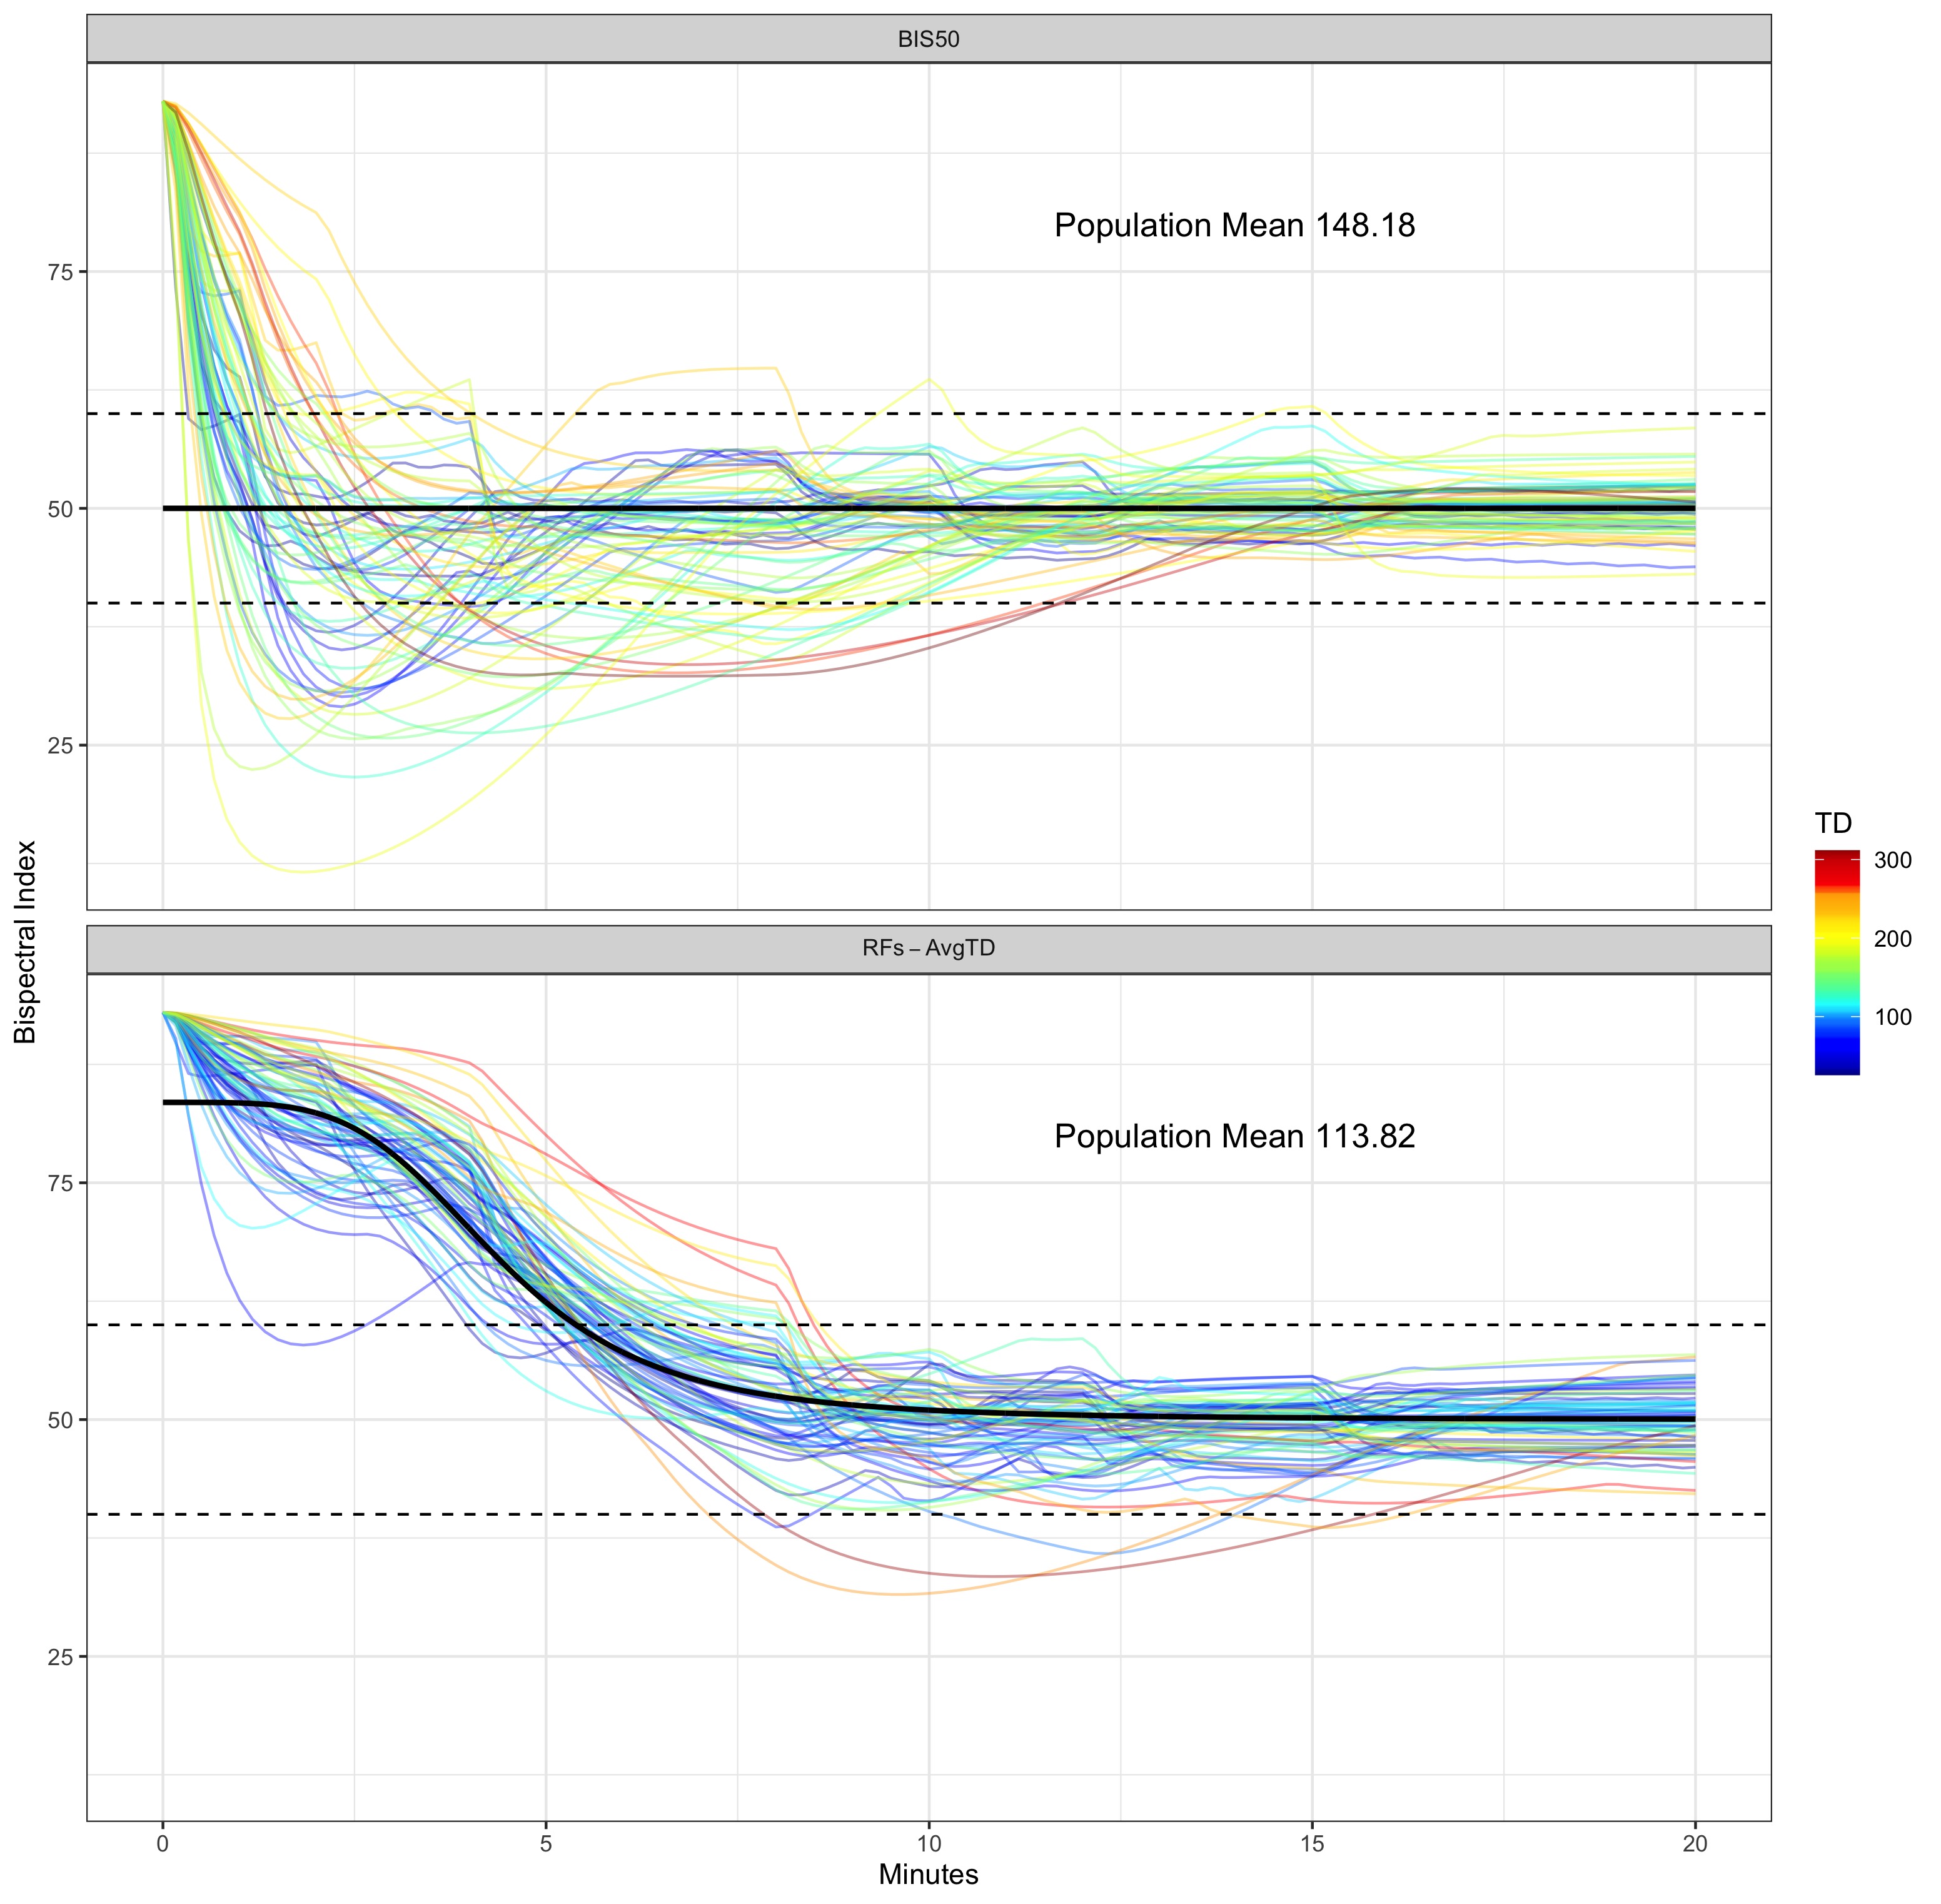 BIS50
Population Mean 148.18
75
50
25
RFs – AvgTD
Population Mean 113.82
75
50
25
0 5 10 15 20
Minutes
Bispectral Index
TD
300
200
100